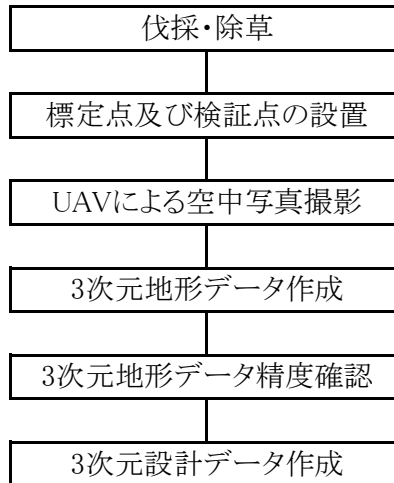 伐採・除草
標定点及び検証点の設置
UAVによる空中写真撮影
3次元地形データ作成
3次元地形データ精度確認
3次元設計データ作成